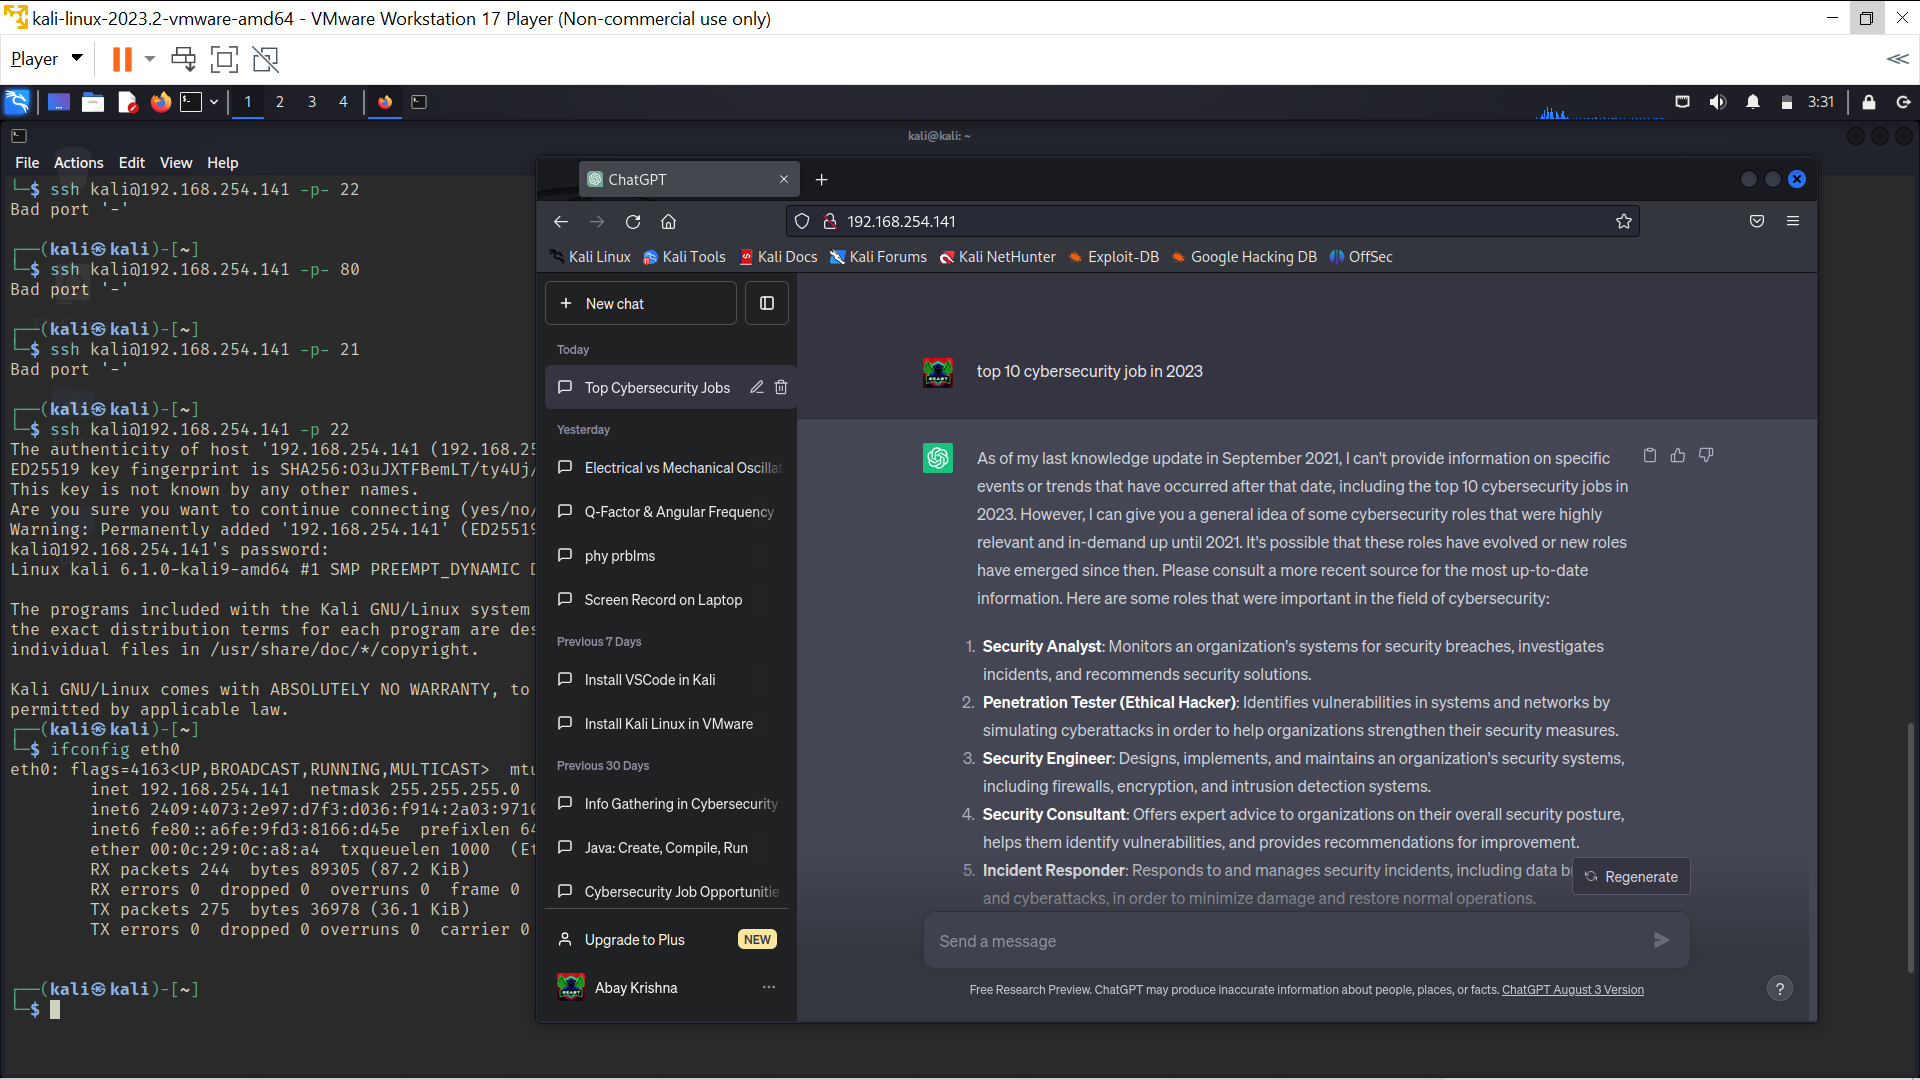 kali-linux-2023.2-vmware-amd64 - VMware Workstation 17 Player (Non-commercial use only)
Player
1 2 3 4
3:31
kali@kali: ~
File Actions Edit View Help
└─$ ssh kali@192.168.254.141 -p- 22
Bad port '-'
┌──(kali㉿kali)-[~]
└─$ ssh kali@192.168.254.141 -p- 80
Bad port '-'
┌──(kali㉿kali)-[~]
└─$ ssh kali@192.168.254.141 -p- 21
Bad port '-'
┌──(kali㉿kali)-[~]
└─$ ssh kali@192.168.254.141 -p 22
The authenticity of host '192.168.254.141 (192.168.25
ED25519 key fingerprint is SHA256:O3uJXTFBemLT/ty4Uj/
This key is not known by any other names.
Are you sure you want to continue connecting (yes/no/
Warning: Permanently added '192.168.254.141' (ED25519
kali@192.168.254.141's password:
Linux kali 6.1.0-kali9-amd64 #1 SMP PREEMPT_DYNAMIC D
The programs included with the Kali GNU/Linux system
the exact distribution terms for each program are des
individual files in /usr/share/doc/*/copyright.
Kali GNU/Linux comes with ABSOLUTELY NO WARRANTY, to
permitted by applicable law.
┌──(kali㉿kali)-[~]
└─$ ifconfig eth0
eth0: flags=4163<UP,BROADCAST,RUNNING,MULTICAST>  mtu
inet 192.168.254.141  netmask 255.255.255.0
inet6 2409:4073:2e97:d7f3:d036:f914:2a03:9710
inet6 fe80::a6fe:9fd3:8166:d45e  prefixlen 64
ether 00:0c:29:0c:a8:a4  txqueuelen 1000  (Et
RX packets 244  bytes 89305 (87.2 KiB)
RX errors 0  dropped 0  overruns 0  frame 0
TX packets 275  bytes 36978 (36.1 KiB)
TX errors 0  dropped 0 overruns 0  carrier 0
┌──(kali㉿kali)-[~]
└─$
ChatGPT
192.168.254.141
Kali Linux Kali Tools Kali Docs Kali Forums Kali NetHunter Exploit-DB Google Hacking DB OffSec
New chat
Today
Top Cybersecurity Jobs
Yesterday
Electrical vs Mechanical Oscillat
Q-Factor & Angular Frequency
phy prblms
Screen Record on Laptop
Previous 7 Days
Install VSCode in Kali
Install Kali Linux in VMware
Previous 30 Days
Info Gathering in Cybersecurity
Java: Create, Compile, Run
Cybersecurity Job Opportunitie
Upgrade to Plus NEW
Abay Krishna
top 10 cybersecurity job in 2023
As of my last knowledge update in September 2021, I can't provide information on specific
events or trends that have occurred after that date, including the top 10 cybersecurity jobs in
2023. However, I can give you a general idea of some cybersecurity roles that were highly
relevant and in-demand up until 2021. It's possible that these roles have evolved or new roles
have emerged since then. Please consult a more recent source for the most up-to-date
information. Here are some roles that were important in the field of cybersecurity:
1. Security Analyst: Monitors an organization's systems for security breaches, investigates
incidents, and recommends security solutions.
2. Penetration Tester (Ethical Hacker): Identifies vulnerabilities in systems and networks by
simulating cyberattacks in order to help organizations strengthen their security measures.
3. Security Engineer: Designs, implements, and maintains an organization's security systems,
including firewalls, encryption, and intrusion detection systems.
4. Security Consultant: Offers expert advice to organizations on their overall security posture,
helps them identify vulnerabilities, and provides recommendations for improvement.
5. Incident Responder: Responds to and manages security incidents, including data b
and cyberattacks, in order to minimize damage and restore normal operations.
Regenerate
Send a message
Free Research Preview. ChatGPT may produce inaccurate information about people, places, or facts. ChatGPT August 3 Version
?